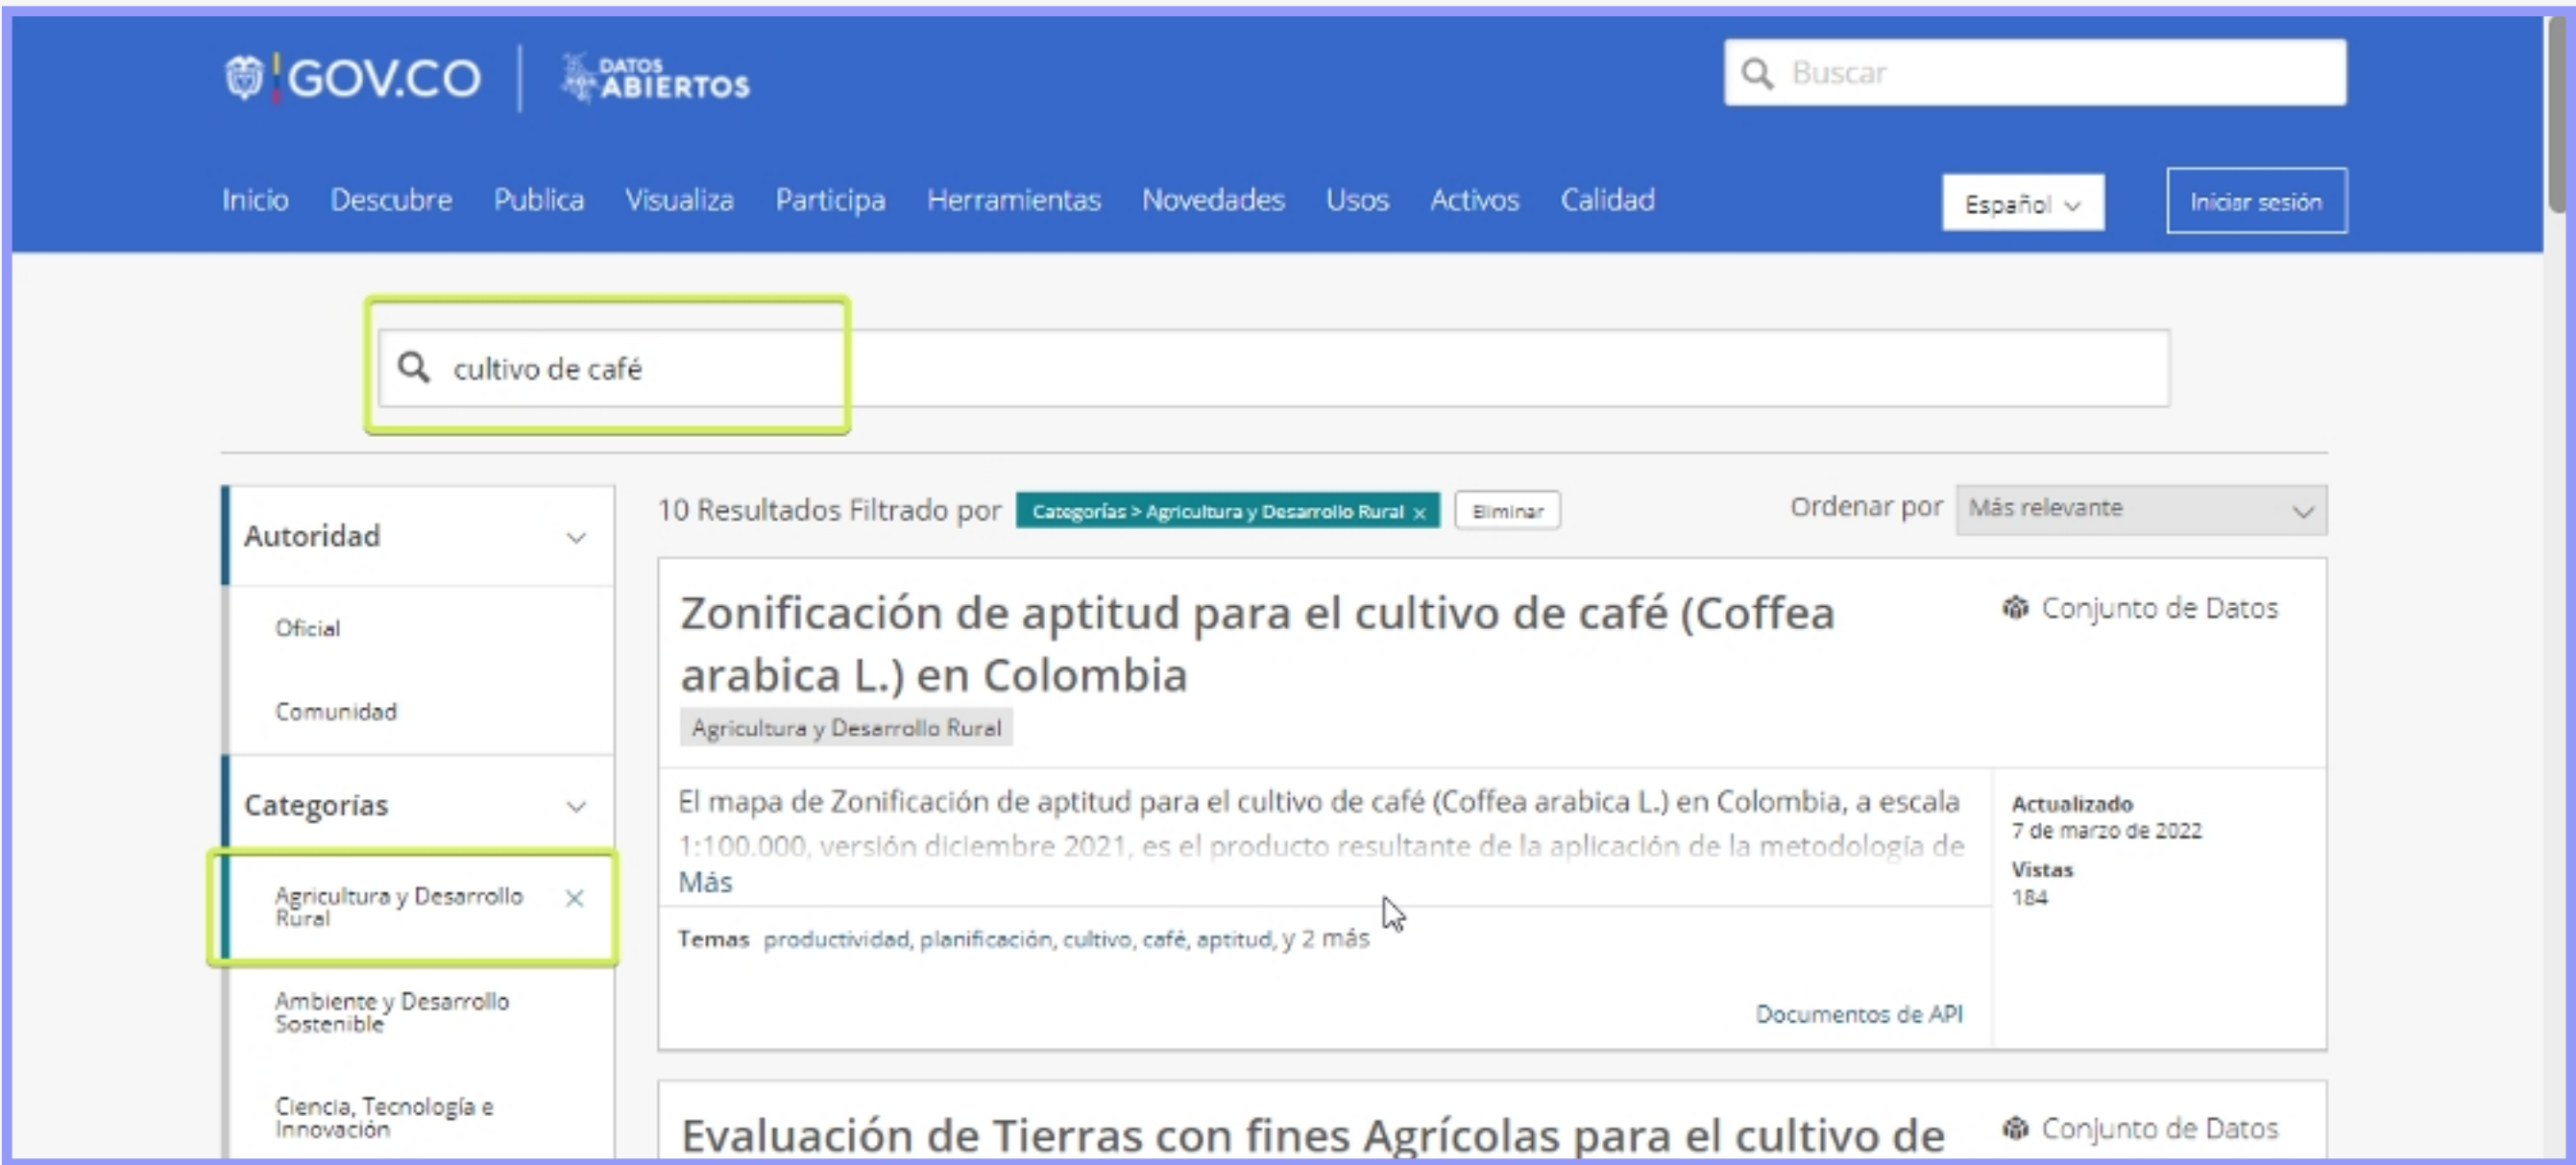 GOV.CO
DATOS
ABIERTOS
Buscar
Inicio Descubre Publica Visualiza Participa Herramientas Novedades Usos Activos Calidad
Español
Iniciar sesión
cultivo de café
Autoridad
Oficial
Comunidad
Categorías
Agricultura y Desarrollo
Rural
Ambiente y Desarrollo
Sostenible
Ciencia, Tecnología e
Innovación
10 Resultados Filtrado por Categorías > Agricultura y Desarrollo Rural x Eliminar
Ordenar por Más relevante
Zonificación de aptitud para el cultivo de café (Coffea
arabica L.) en Colombia
Conjunto de Datos
Agricultura y Desarrollo Rural
El mapa de Zonificación de aptitud para el cultivo de café (Coffea arabica L.) en Colombia, a escala
1:100.000, versión diciembre 2021, es el producto resultante de la aplicación de la metodología de
Más
Actualizado
7 de marzo de 2022
Vistas
184
Temas productividad, planificación, cultivo, café, aptitud, y 2 más
Documentos de API
Evaluación de Tierras con fines Agrícolas para el cultivo de
Conjunto de Datos